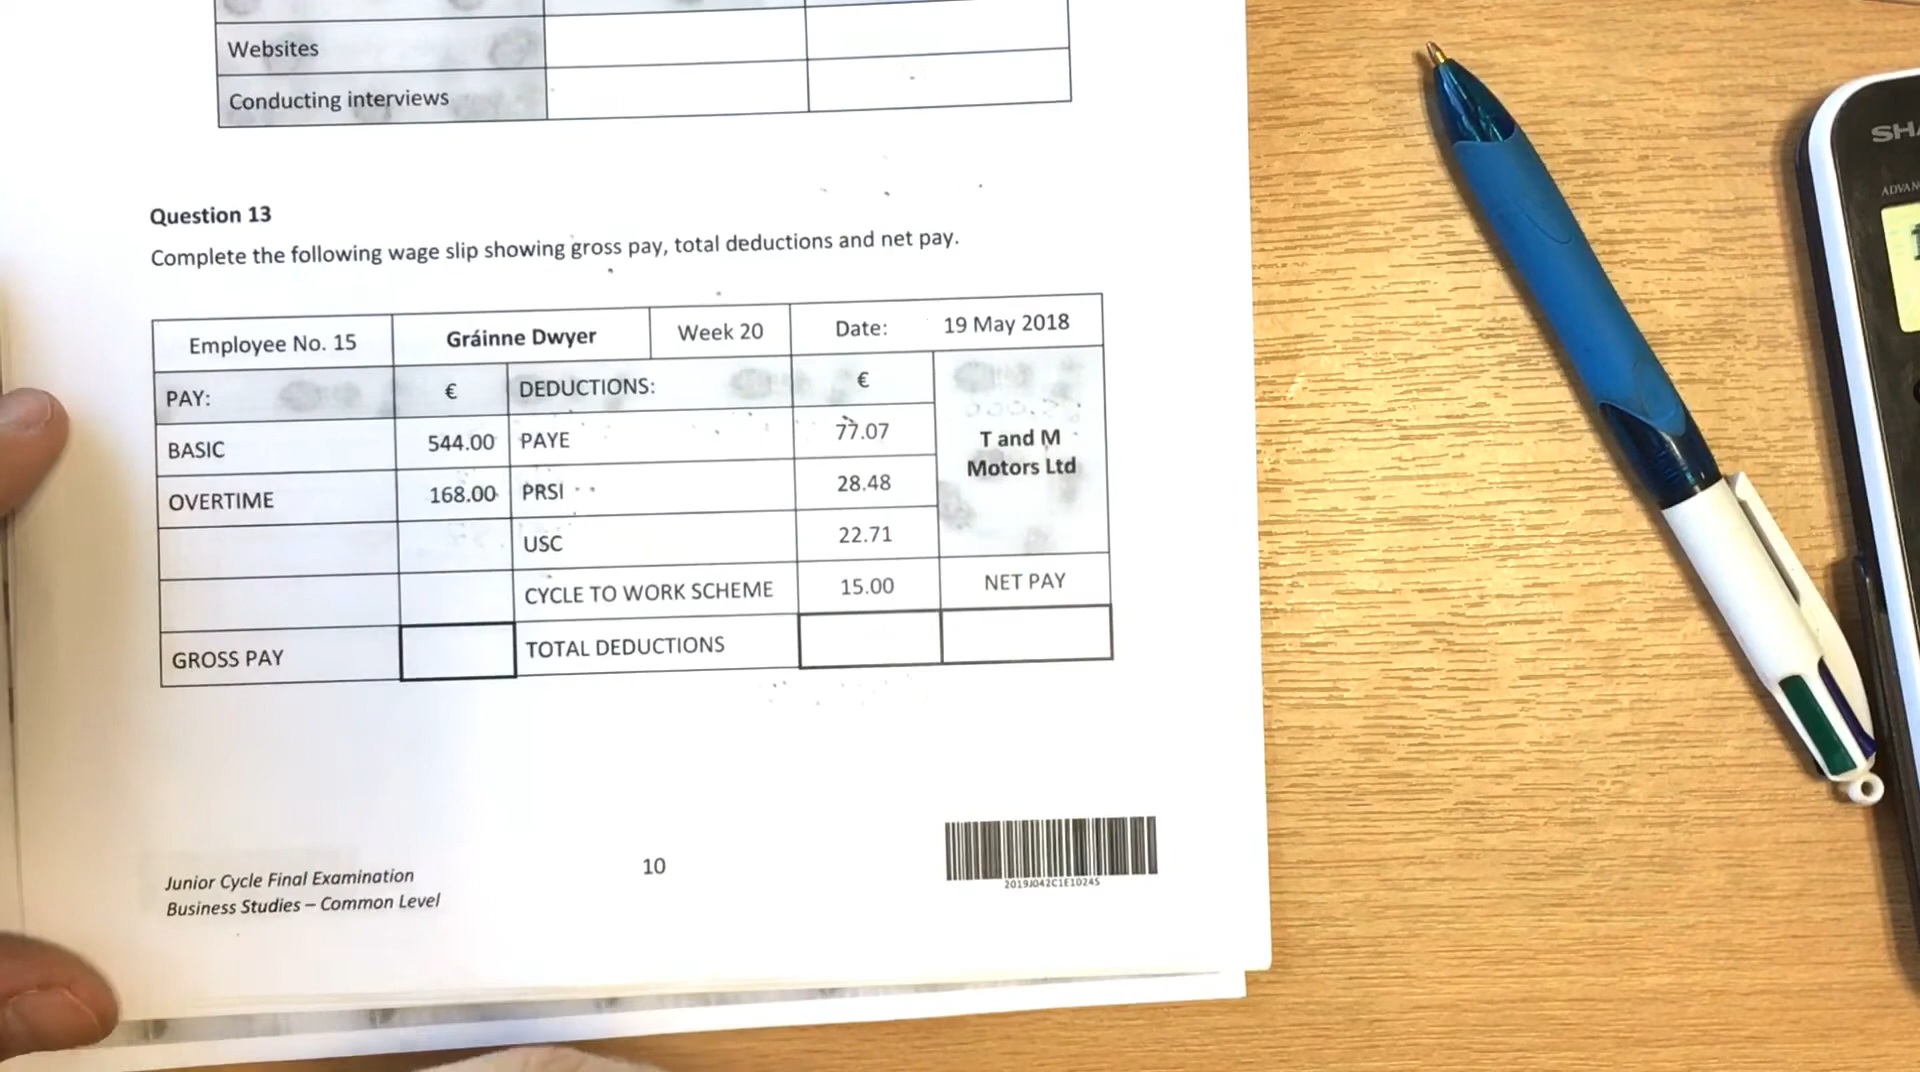 Websites
Conducting interviews
Question 13
Complete the following wage slip showing gross pay, total deductions and net pay.
Employee No. 15 Gráinne Dwyer Week 20 Date: 19 May 2018
PAY: € DEDUCTIONS: €
BASIC 544.00 PAYE 77.07 T and M
Motors Ltd
OVERTIME 168.00 PRSI 28.48
USC 22.71
CYCLE TO WORK SCHEME 15.00 NET PAY
GROSS PAY TOTAL DEDUCTIONS
Junior Cycle Final Examination
Business Studies – Common Level
10
2019J042C1E1024S